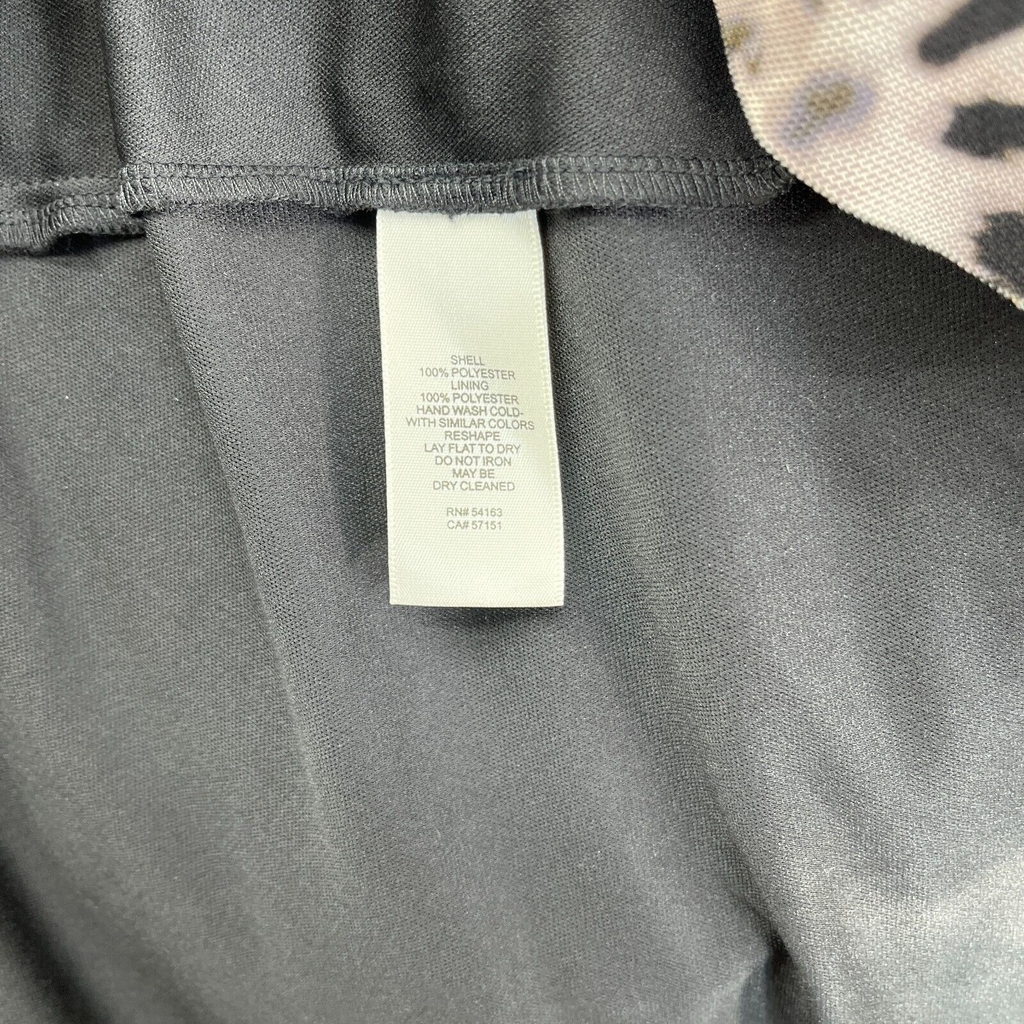 SHELL
100% POLYESTER
LINING
100% POLYESTER
HAND WASH COLD-
WITH SIMILAR COLORS
RESHAPE
LAY FLAT TO DRY
DO NOT IRON
MAY BE
DRY CLEANED
RN# 54163
CA# 57151